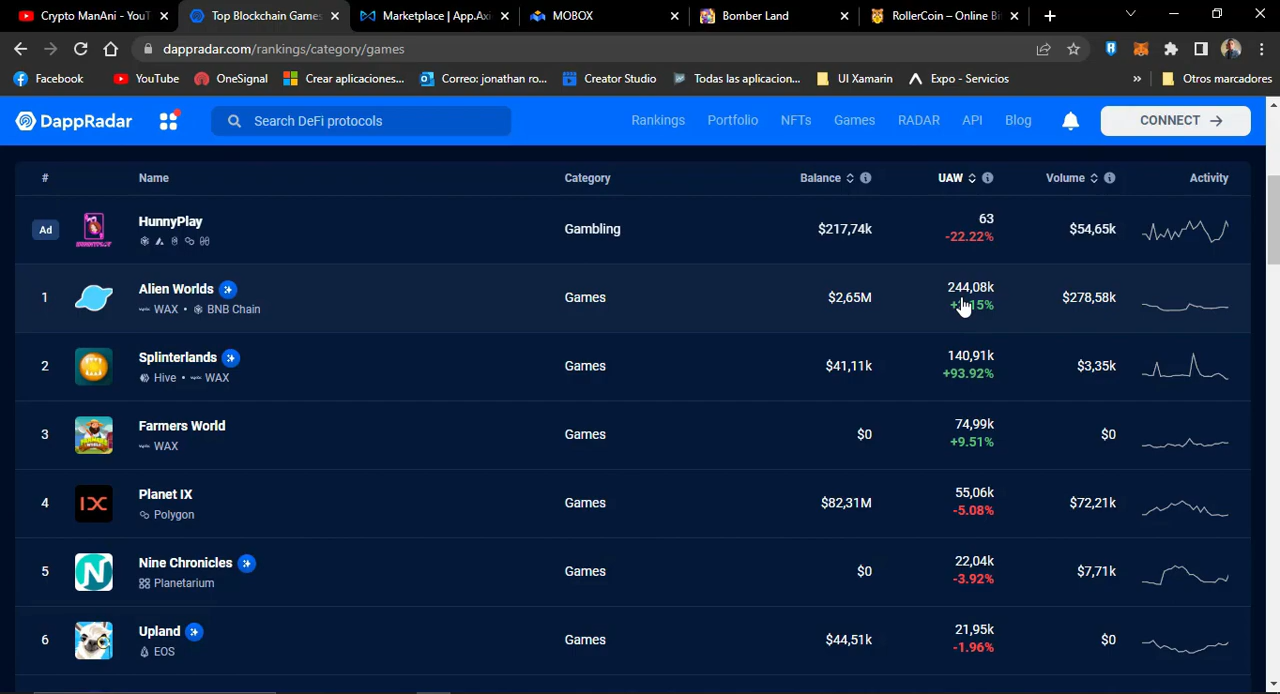 Crypto ManAni - YouT
Top Blockchain Games
Marketplace | App.Axi
MOBOX
Bomber Land
RollerCoin – Online Bi
dappradar.com/rankings/category/games
Facebook
YouTube
OneSignal
Crear aplicaciones...
Correo: jonathan ro...
Creator Studio
Todas las aplicacion...
UI Xamarin
Expo - Servicios
»
Otros marcadores
DappRadar
Search DeFi protocols
Rankings
Portfolio
NFTs
Games
RADAR
API
Blog
CONNECT →
# Name Category Balance UAW Volume Activity
Ad HunnyPlay Gambling $217,74k 63 $54,65k
-22.22%
1 Alien Worlds Games $2,65M 244,08k $278,58k
WAX • BNB Chain
2 Splinterlands Games $41,11k 140,91k $3,35k
Hive • WAX +93.92%
3 Farmers World Games $0 74,99k $0
WAX +9.51%
4 Planet IX Games $82,31M 55,06k $72,21k
IX
Polygon -5.08%
5 Nine Chronicles Games $0 22,04k $7,71k
N
Planetarium -3.92%
6 Upland Games $44,51k 21,95k $0
EOS -1.96%